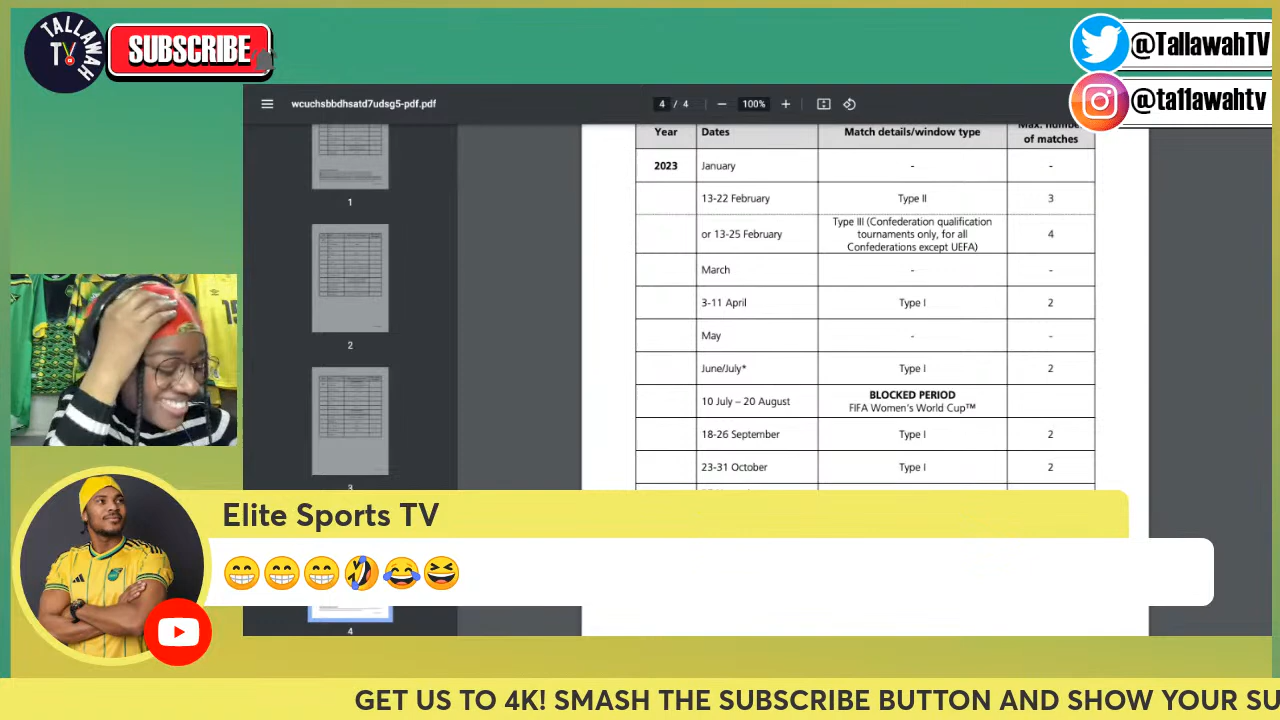 TALLAWAH
TV
SUBSCRIBE
@TallawahTV
@ta11awahtv
wcuchsbbdhsatd7udsg5-pdf.pdf
4 / 4
100%
Year Dates Match details/window type Max. number of matches
2023 January - -
13-22 February Type II 3
or 13-25 February Type III (Confederation qualification
tournaments only, for all
Confederations except UEFA) 4
March - -
3-11 April Type I 2
May - -
June/July* Type I 2
10 July – 20 August BLOCKED PERIOD
FIFA Women's World Cup™
18-26 September Type I 2
23-31 October Type I 2
1
2
3
4
15
Elite Sports TV
😁😁😁🤣😂😆
GET US TO 4K! SMASH THE SUBSCRIBE BUTTON AND SHOW YOUR SU